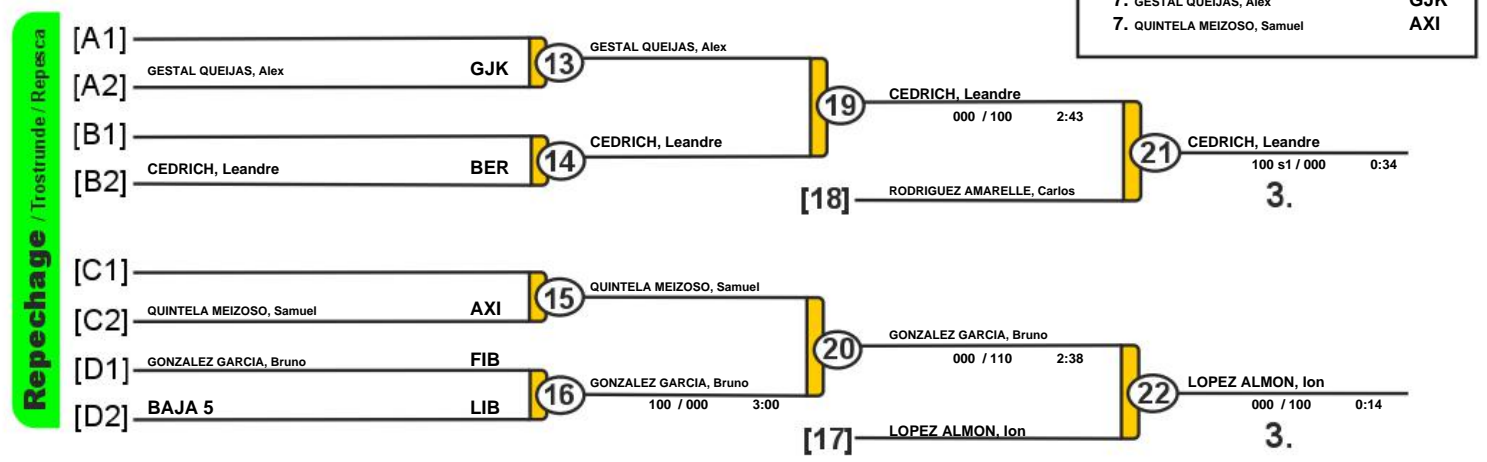 7. GESTAL QUEIJAS, Alex GJK
7. QUINTELA MEIZOSO, Samuel AXI
Repechage / Trostrunde / Repesca
[A1]
GESTAL QUEIJAS, Alex GJK
[A2]
13
GESTAL QUEIJAS, Alex
[B1]
CEDRICH, Leandre BER
[B2]
14
CEDRICH, Leandre
19
CEDRICH, Leandre
000 / 100 2:43
[18]
RODRIGUEZ AMARELLE, Carlos
21
CEDRICH, Leandre
100 s1 / 000 0:34
3.
[C1]
QUINTELA MEIZOSO, Samuel AXI
[C2]
15
QUINTELA MEIZOSO, Samuel
[D1]
GONZALEZ GARCIA, Bruno FIB
[D2]
BAJA 5 LIB
16
GONZALEZ GARCIA, Bruno
100 / 000 3:00
20
GONZALEZ GARCIA, Bruno
000 / 110 2:38
[17]
LOPEZ ALMON, Ion
22
LOPEZ ALMON, Ion
000 / 100 0:14
3.